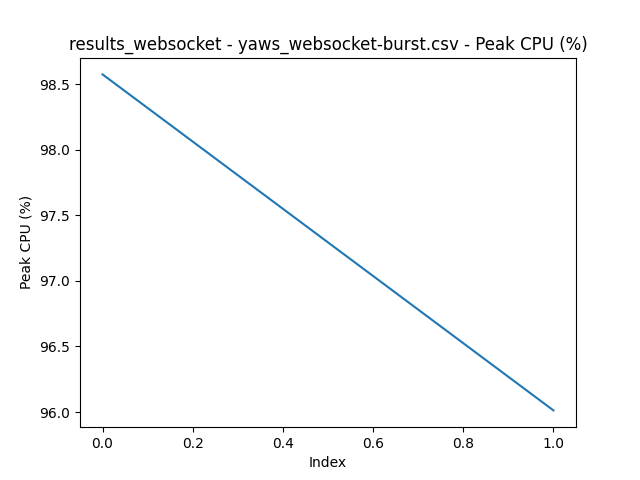 results_websocket - yaws_websocket-burst.csv - Peak CPU (%)
98.5
98.0
97.5
97.0
96.5
96.0
Peak CPU (%)
0.0 0.2 0.4 0.6 0.8 1.0
Index